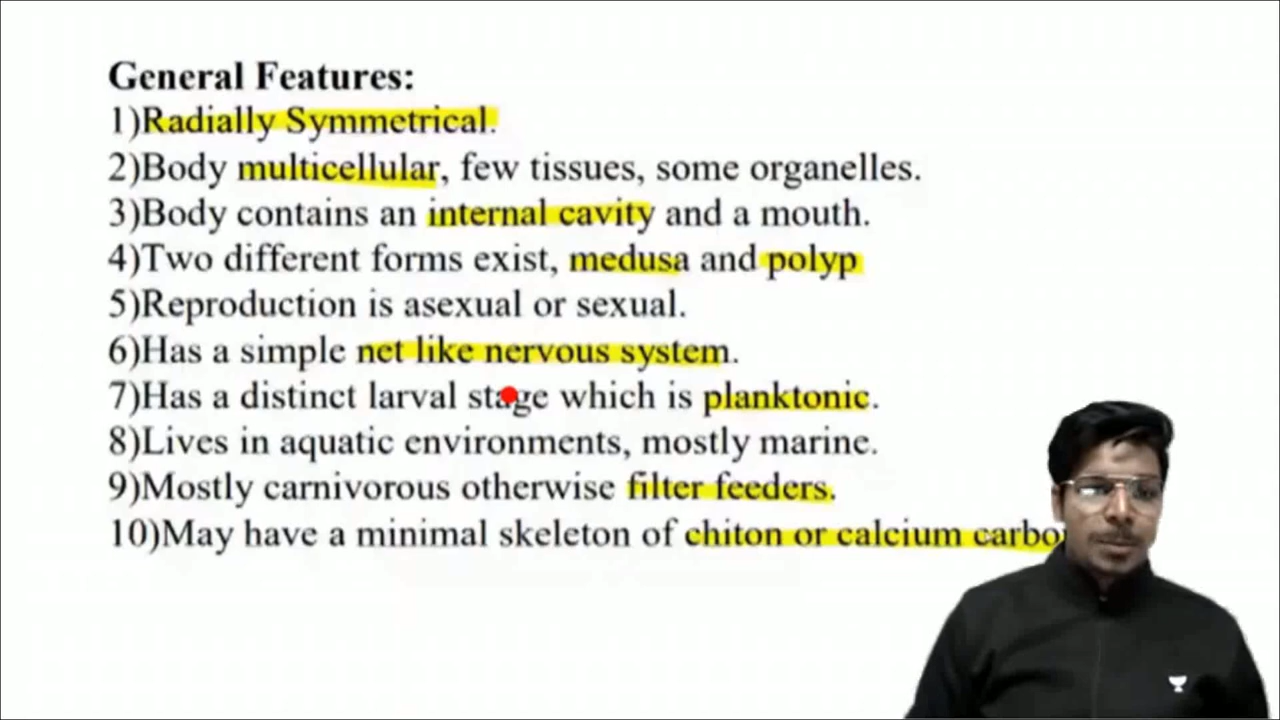 General Features:
1)Radially Symmetrical.
2)Body multicellular, few tissues, some organelles.
3)Body contains an internal cavity and a mouth.
4)Two different forms exist, medusa and polyp
5)Reproduction is asexual or sexual.
6)Has a simple net like nervous system.
7)Has a distinct larval stage which is planktonic.
8)Lives in aquatic environments, mostly marine.
9)Mostly carnivorous otherwise filter feeders.
10)May have a minimal skeleton of chiton or calcium